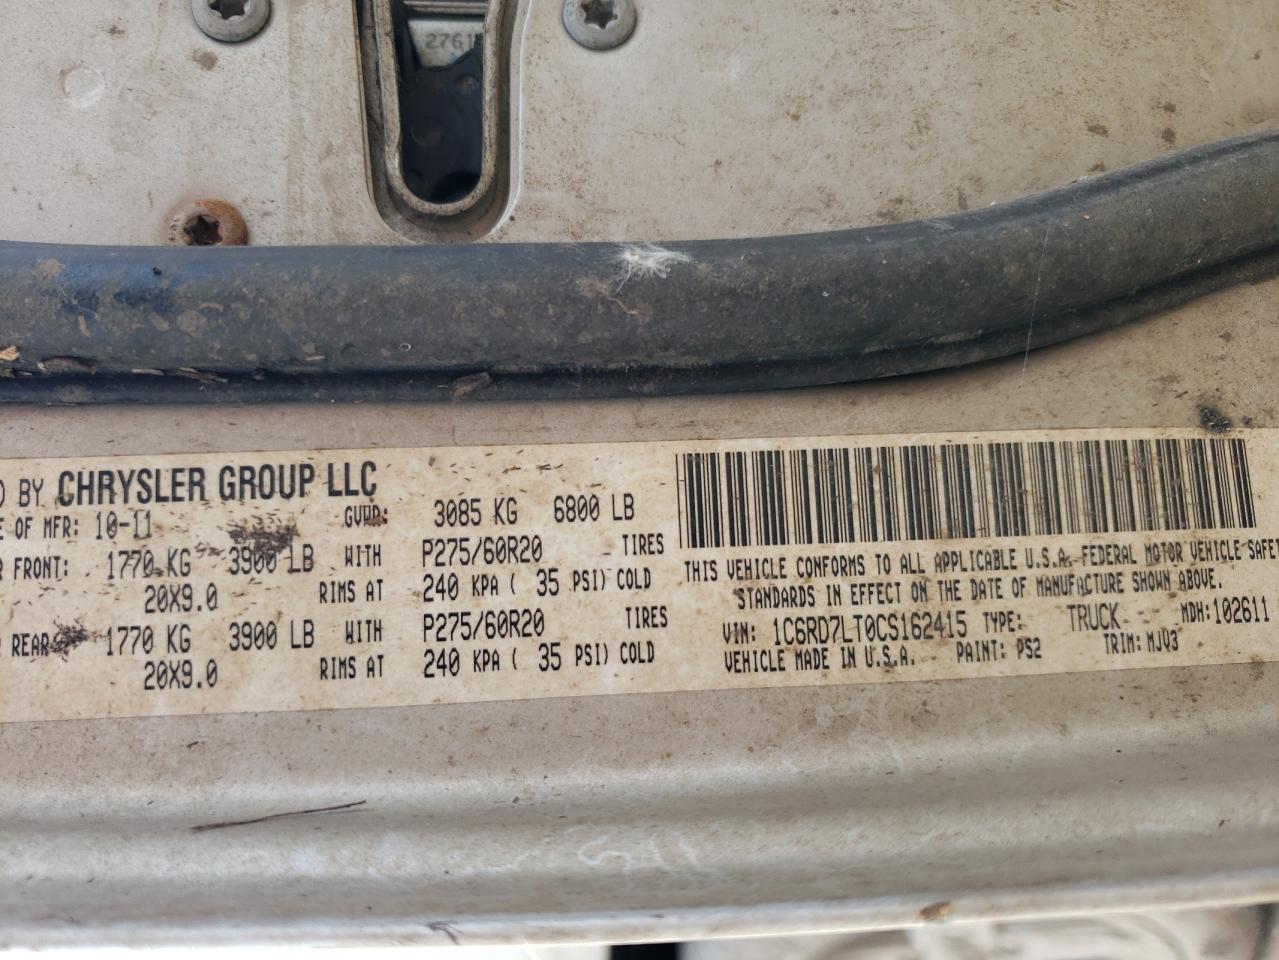 2761
BY CHRYSLER GROUP LLC
OF MFR: 10-11 GVWR: 3085 KG 6800 LB
FRONT: 1770 KG 3900 LB WITH P275/60R20 TIRES
20X9.0 RIMS AT 240 KPA ( 35 PSI) COLD
REAR 1770 KG 3900 LB WITH P275/60R20 TIRES
20X9.0 RIMS AT 240 KPA ( 35 PSI) COLD
THIS VEHICLE CONFORMS TO ALL APPLICABLE U.S.A. FEDERAL MOTOR VEHICLE SAFET
STANDARDS IN EFFECT ON THE DATE OF MANUFACTURE SHOWN ABOVE.
VIN: 1C6RD7LT0CS162415 TYPE: TRUCK MDH: 102611
VEHICLE MADE IN U.S.A. PAINT: PS2 TRIM: MJV3